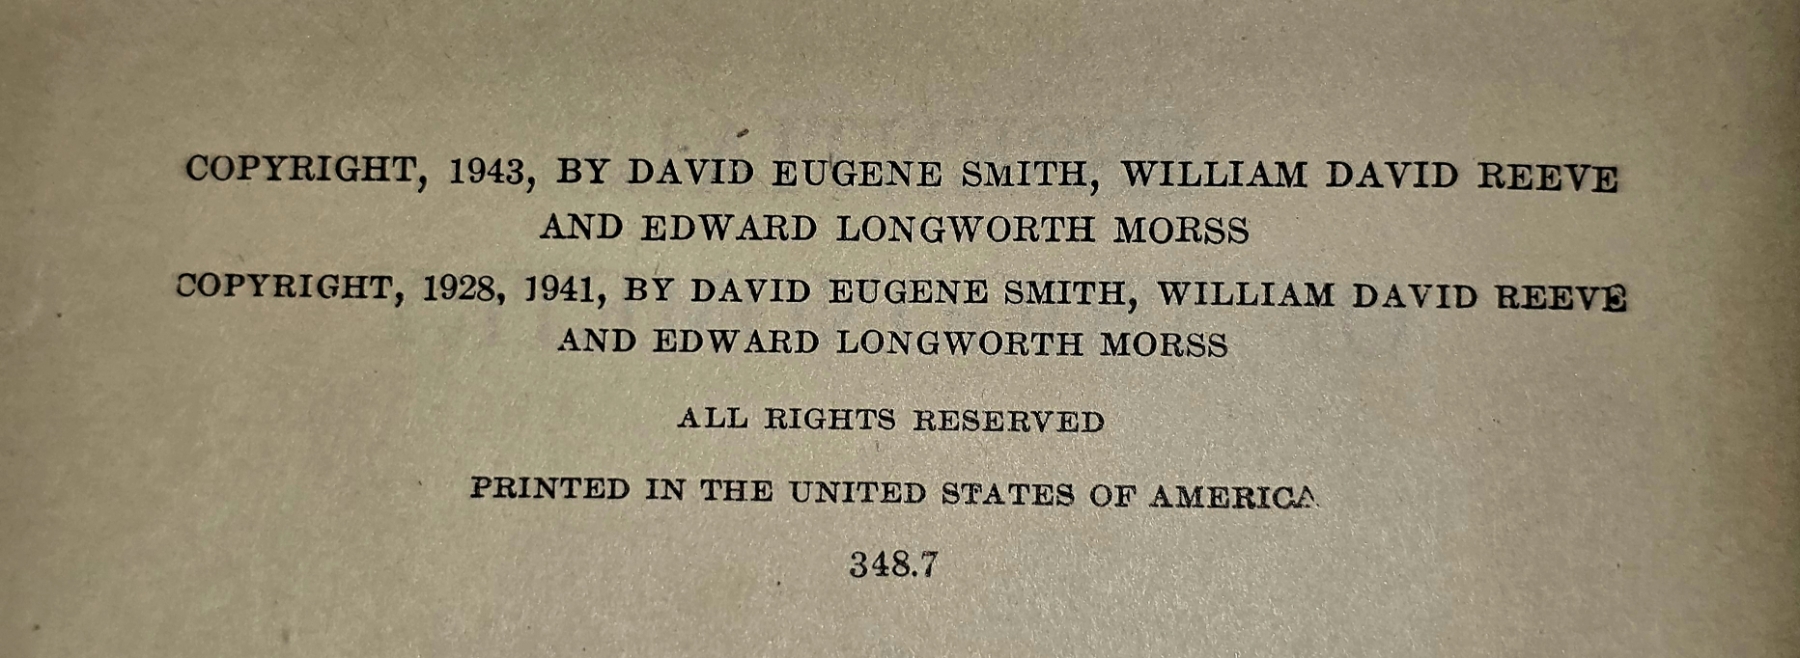 COPYRIGHT, 1943, BY DAVID EUGENE SMITH, WILLIAM DAVID REEVE
AND EDWARD LONGWORTH MORSS
COPYRIGHT, 1928, 1941, BY DAVID EUGENE SMITH, WILLIAM DAVID REEVE
AND EDWARD LONGWORTH MORSS
ALL RIGHTS RESERVED
PRINTED IN THE UNITED STATES OF AMERICA
348.7